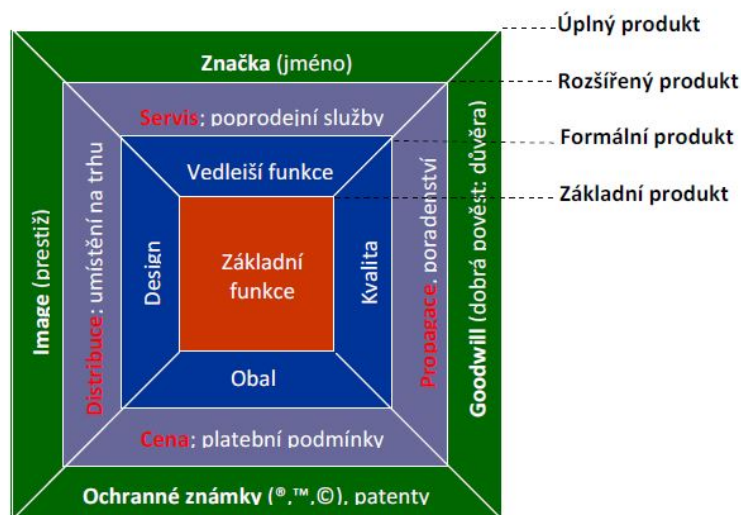 Úplný produkt
Značka (jméno)
Rozšířený produkt
Servis; poprodejní služby
Formální produkt
Vedlejší funkce
Základní produkt
Image (prestiž)
Distribuce; umístění na trhu
Design
Základní
funkce
Kvalita
Propagace, poradenství
Goodwill (dobrá pověst; důvěra)
Obal
Cena; platební podmínky
Ochranné známky (®,™,©), patenty